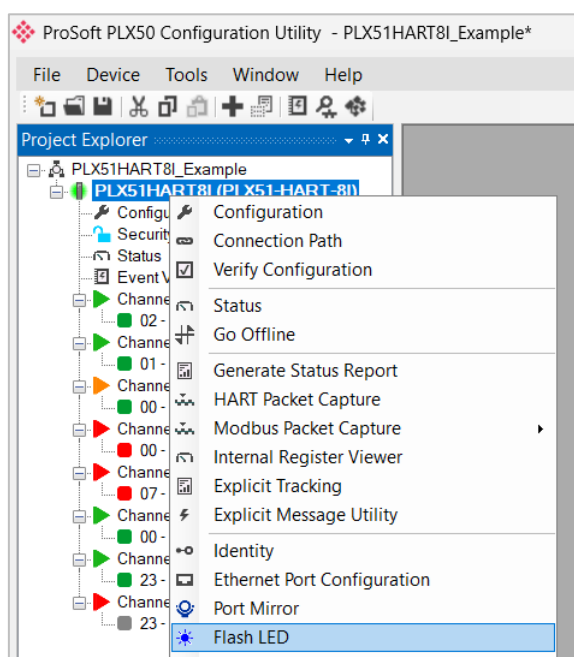 ProSoft PLX50 Configuration Utility - PLX51HART8I_Example*
File Device Tools Window Help
Project Explorer
PLX51HART8I_Example
PLX51HART8I (PLX51-HART-8I)
Configu
Security
Status
Event V
Channe
02 -
Channe
01 -
Channe
00 -
Channe
00 -
Channe
07 -
Channe
00 -
Channe
23 -
Channe
23 -
Configuration
Connection Path
Verify Configuration
Status
Go Offline
Generate Status Report
HART Packet Capture
Modbus Packet Capture
Internal Register Viewer
Explicit Tracking
Explicit Message Utility
Identity
Ethernet Port Configuration
Port Mirror
Flash LED